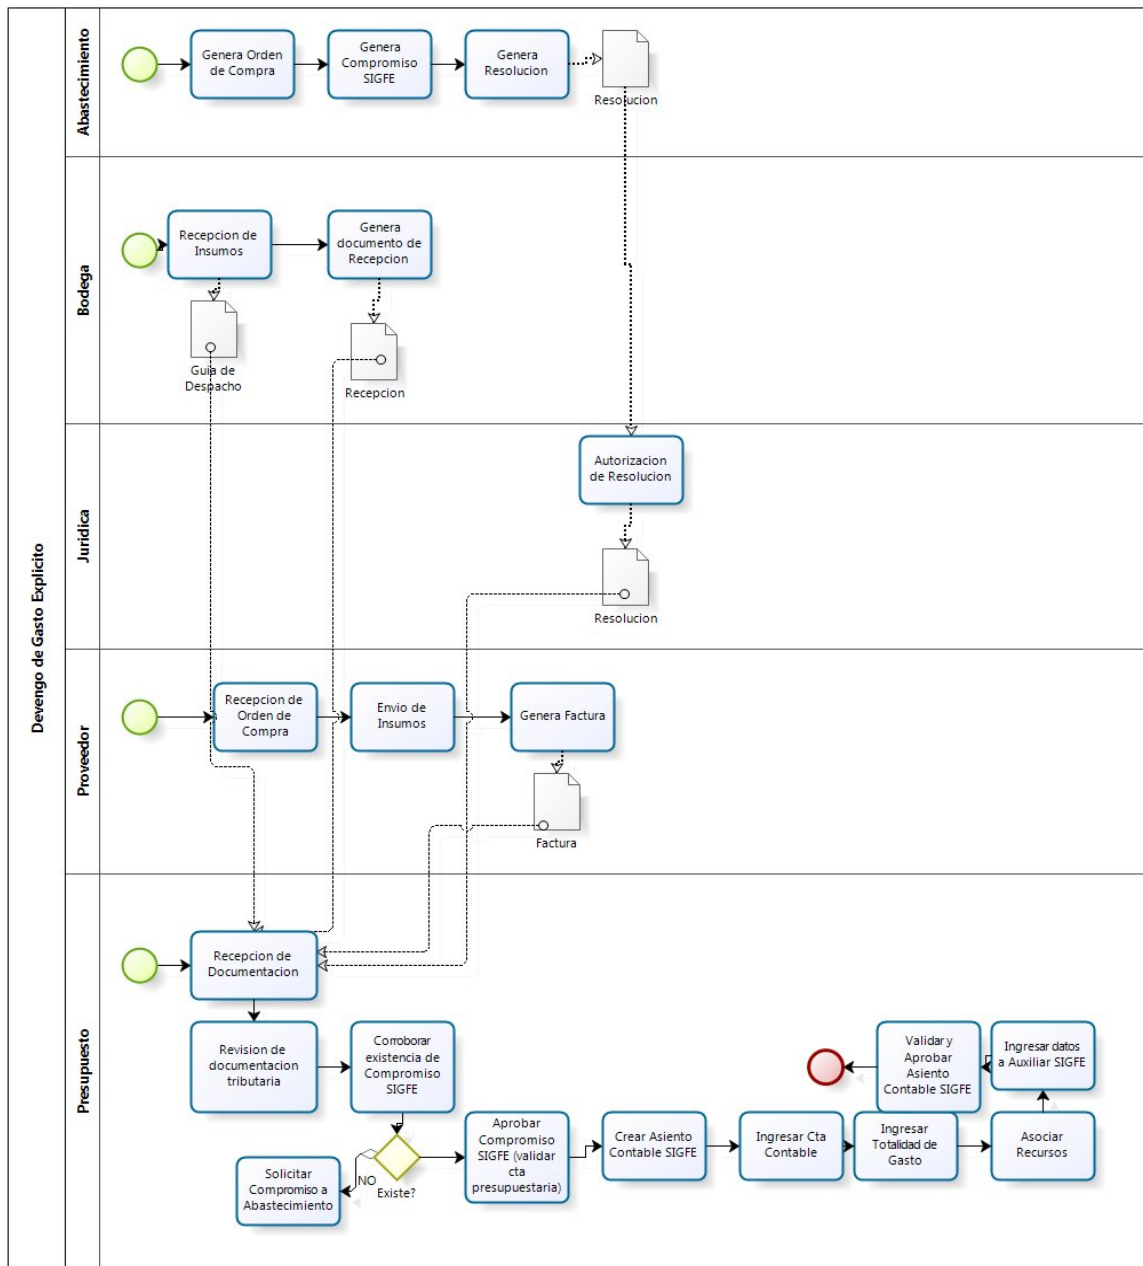 Devengo de Gasto Explicito
Abastecimiento
Genera Orden
de Compra
Genera
Compromiso
SIGFE
Genera
Resolucion
Resolucion
Bodega
Recepcion de
Insumos
Genera
documento de
Recepcion
Guia de
Despacho
Recepcion
Juridica
Autorizacion
de Resolucion
Resolucion
Proveedor
Recepcion de
Orden de
Compra
Envio de
Insumos
Genera Factura
Factura
Presupuesto
Recepcion de
Documentacion
Revision de
documentacion
tributaria
Corroborar
existencia de
Compromiso
SIGFE
Existe?
NO
Solicitar
Compromiso a
Abastecimiento
Aprobar
Compromiso
SIGFE (validar
cta
presupuestaria)
Crear Asiento
Contable SIGFE
Ingresar Cta
Contable
Ingresar
Totalidad de
Gasto
Asociar
Recursos
Ingresar datos
a Auxiliar SIGFE
Validar y
Aprobar
Asiento
Contable SIGFE